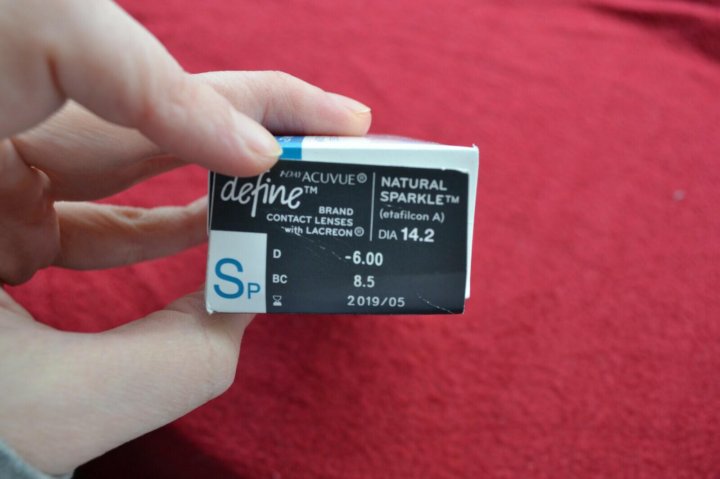 1·DAY ACUVUE®
define™
BRAND
CONTACT LENSES
with LACREON®
NATURAL
SPARKLE™
(etafilcon A)
DIA 14.2
SP
D -6.00
BC 8.5
2019/05